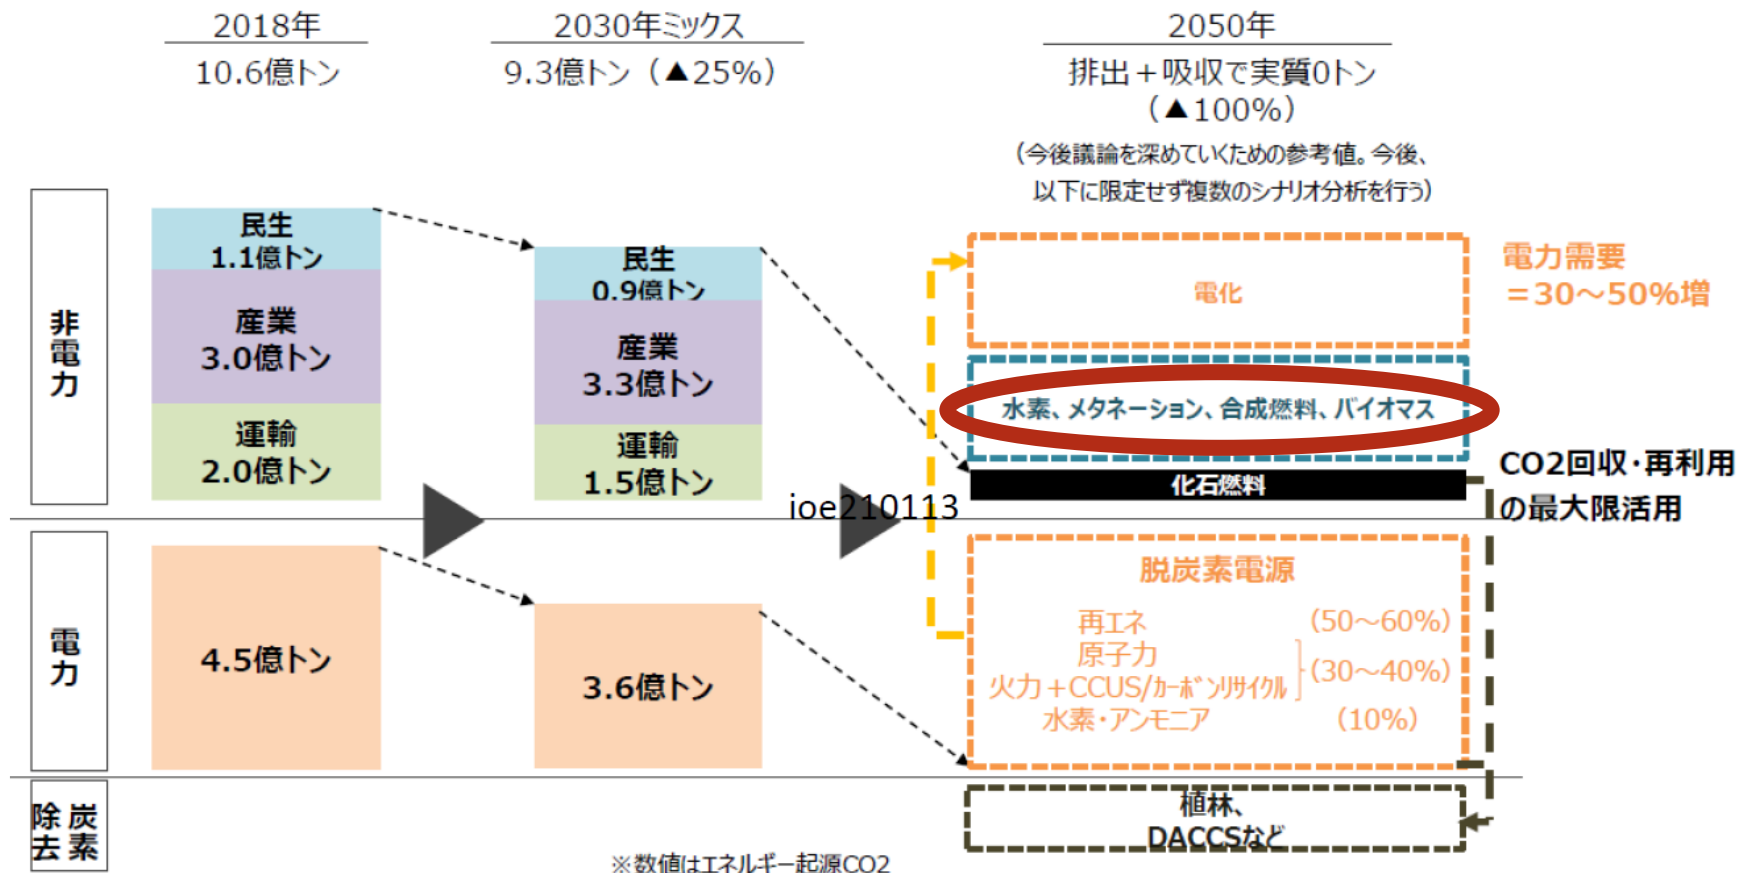 2018年
10.6億トン
2030年ミックス
9.3億トン（▲25%）
2050年
排出＋吸収で実質0トン
（▲100%）
（今後議論を深めていくための参考値。今後、
以下に限定せず複数のシナリオ分析を行う）
非電力
民生
1.1億トン
産業
3.0億トン
運輸
2.0億トン
民生
0.9億トン
産業
3.3億トン
運輸
1.5億トン
電化
電力需要
＝30～50%増
水素、メタネーション、合成燃料、バイオマス
化石燃料
CO2回収・再利用
の最大限活用
ioe210113
電力
4.5億トン
3.6億トン
脱炭素電源
再エネ （50～60%）
原子力
火力＋CCUS/カーボンリサイクル （30～40%）
水素・アンモニア （10%）
炭素除去
植林、
DACCSなど
※数値はエネルギー起源CO2